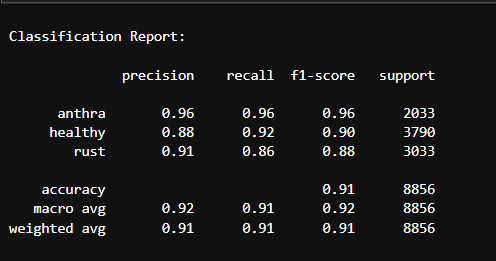 Classification Report:
precision recall f1-score support
anthra 0.96 0.96 0.96 2033
healthy 0.88 0.92 0.90 3790
rust 0.91 0.86 0.88 3033
accuracy 0.91 8856
macro avg 0.92 0.91 0.92 8856
weighted avg 0.91 0.91 0.91 8856